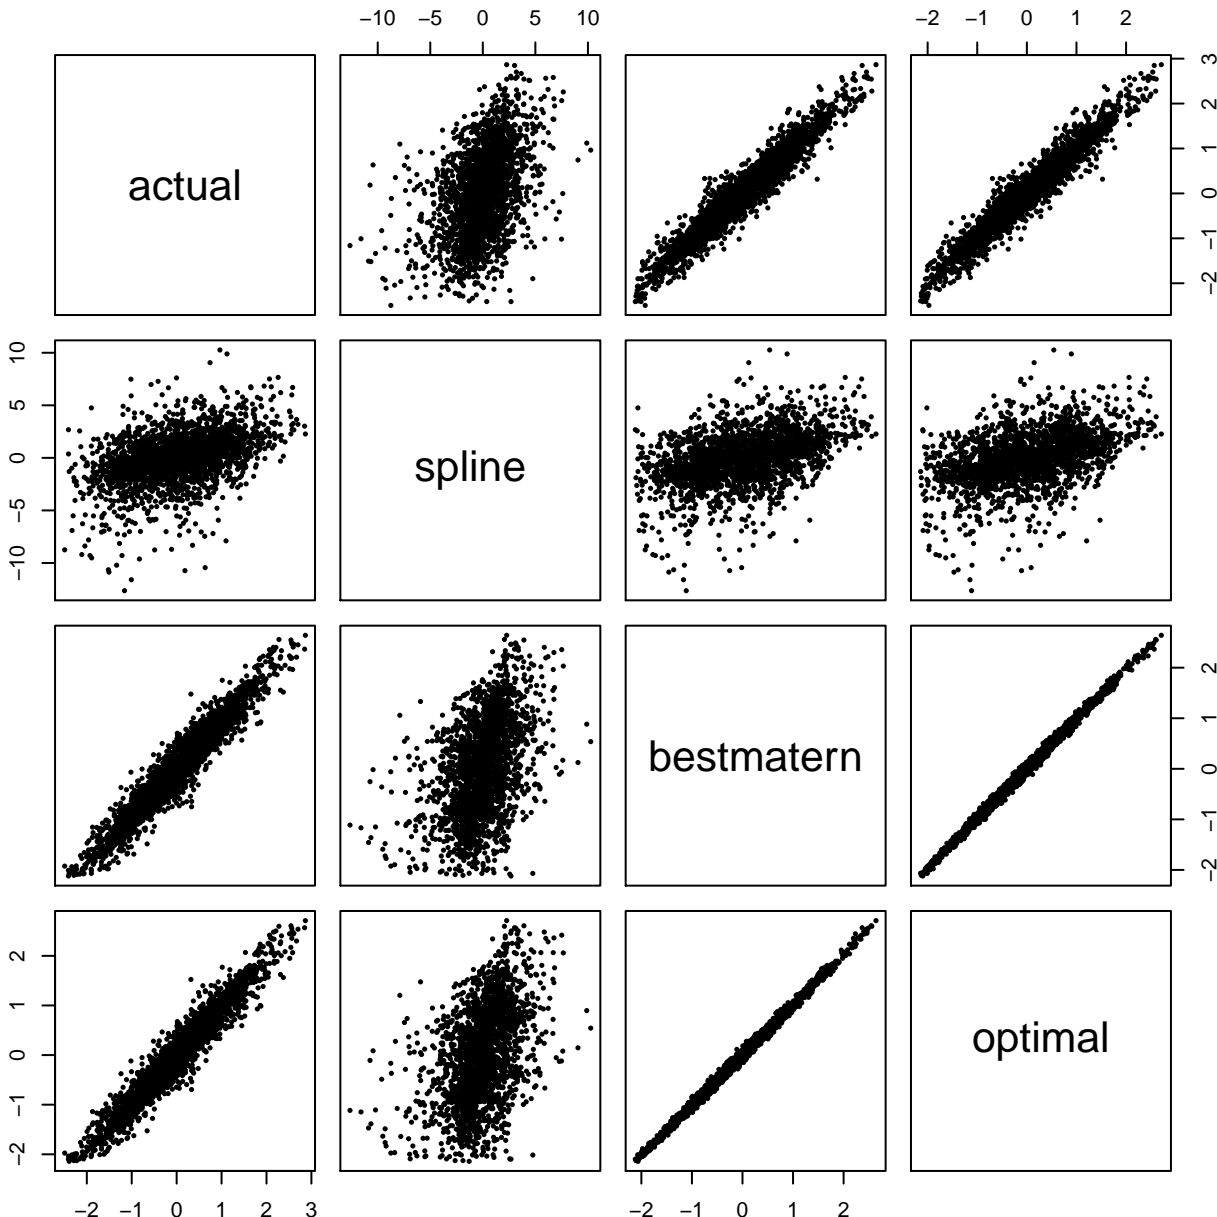 −10 −5 0 5 10 −2 −1 0 1 2
actual
−2 −1 0 1 2 3
−10 −5 0 5 10
spline
bestmatern
−2 −1 0 1 2
−2 −1 0 1 2
optimal
−2 −1 0 1 2 3 −2 −1 0 1 2